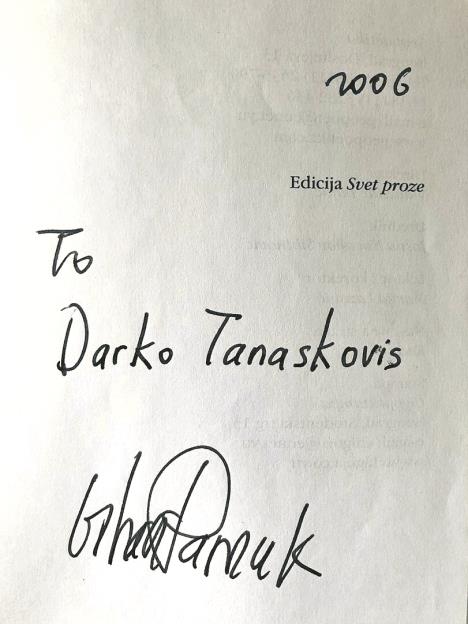 2006
Edicija Svet proze
To
Darko Tanaskovis
Orhan Pamuk